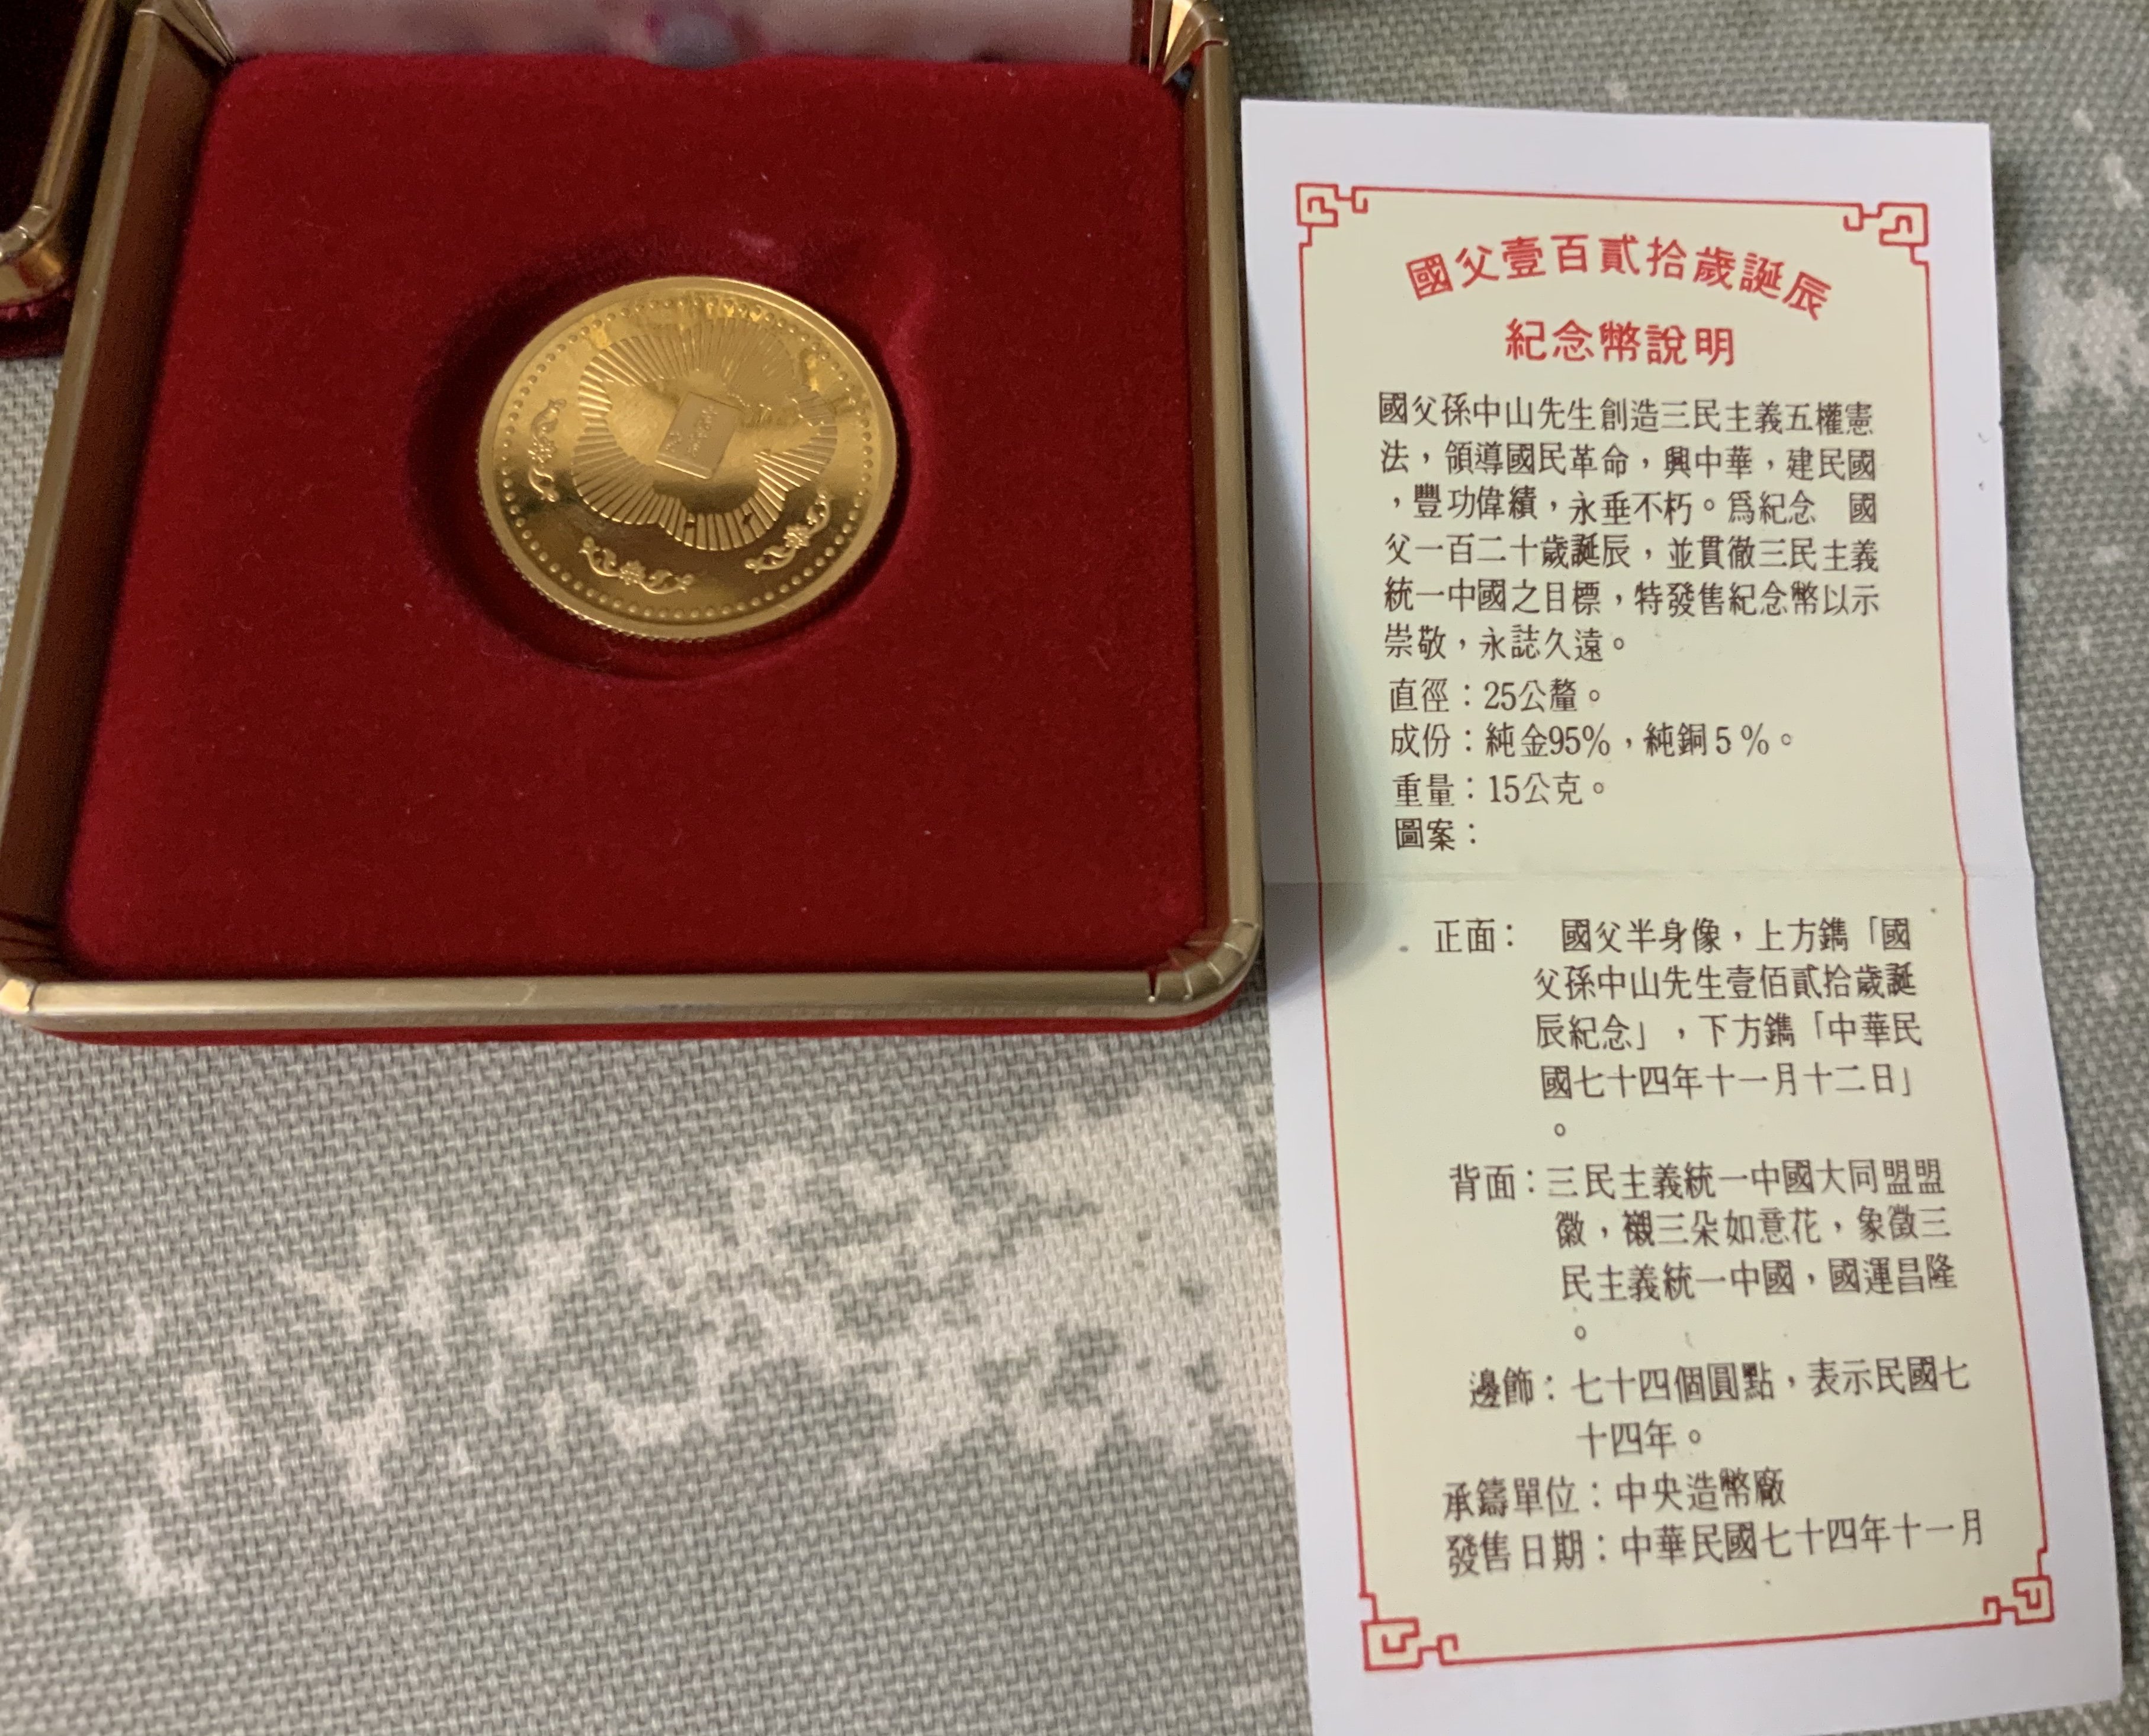 國父壹百貳拾歲誕辰
紀念幣說明
國父孫中山先生創造三民主義五權憲
法，領導國民革命，興中華，建民國
，豐功偉績，永垂不朽。爲紀念　國
父一百二十歲誕辰，並貫徹三民主義
統一中國之目標，特發售紀念幣以示
崇敬，永誌久遠。
直徑：25公釐。
成份：純金95%，純銅5%。
重量：15公克。
圖案：
正面：　國父半身像，上方鐫「國
父孫中山先生壹佰貳拾歲誕
辰紀念」，下方鐫「中華民
國七十四年十一月十二日」
。
背面：三民主義統一中國大同盟盟
徽，襯三朵如意花，象徵三
民主義統一中國，國運昌隆
。
邊飾：七十四個圓點，表示民國七
十四年。
承鑄單位：中央造幣廠
發售日期：中華民國七十四年十一月